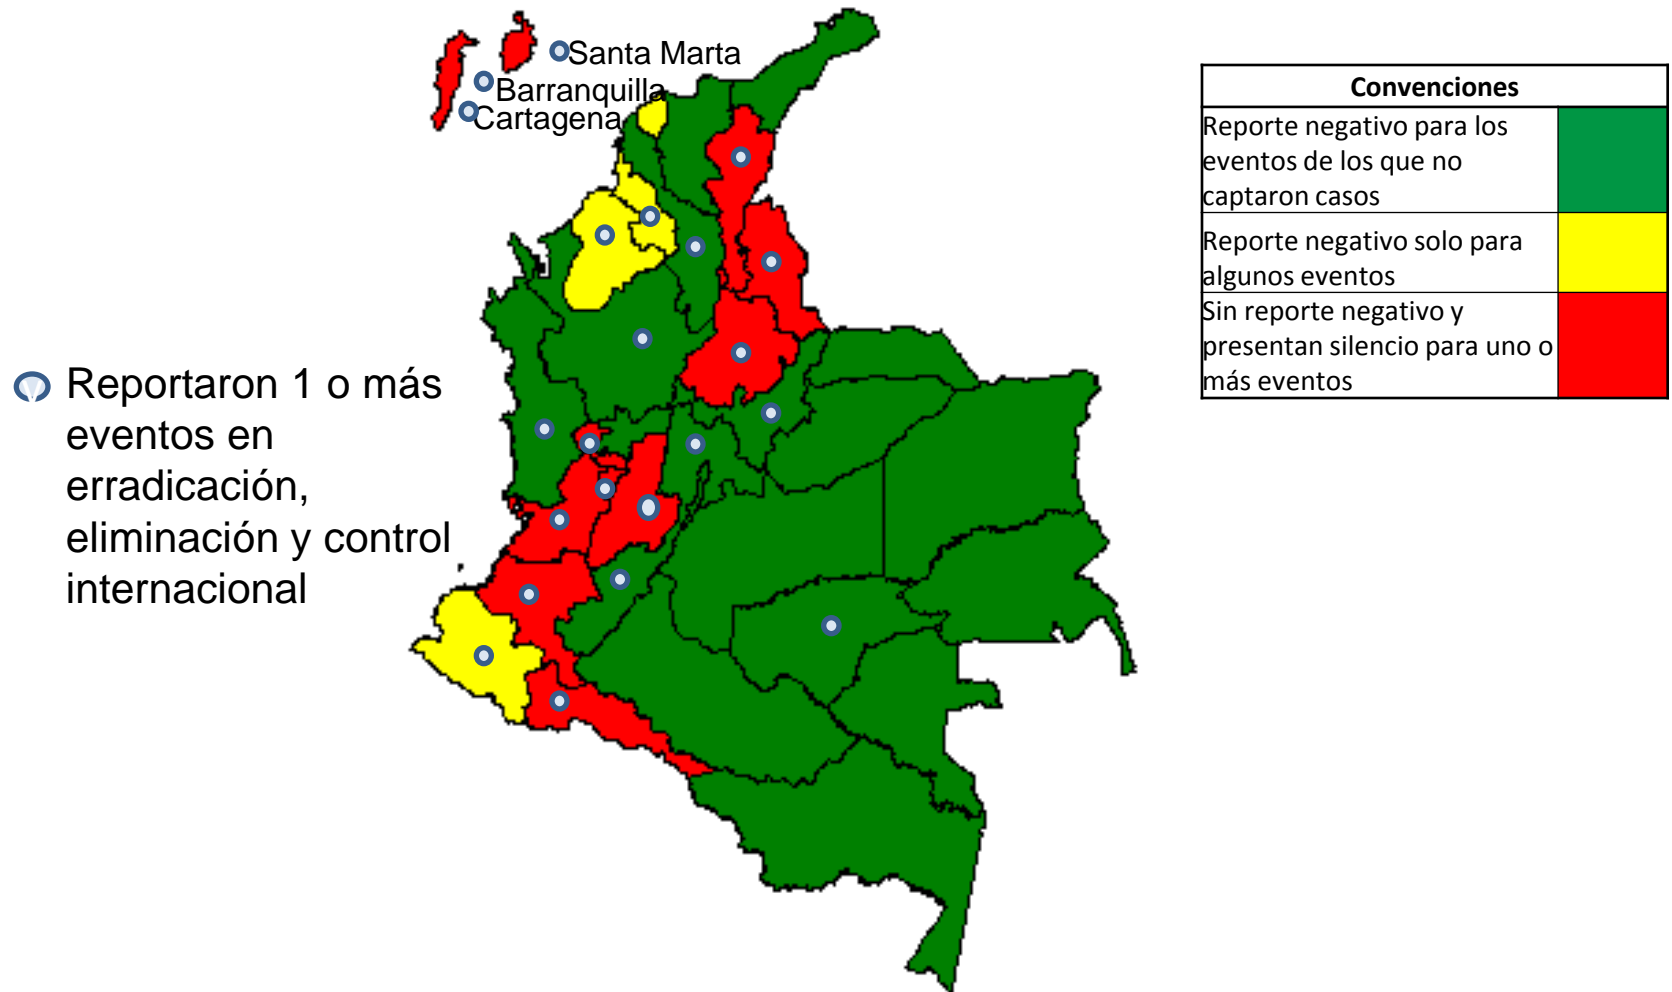 Santa Marta
Barranquilla
Cartagena
Convenciones
Reporte negativo para los
eventos de los que no
captaron casos
Reporte negativo solo para
algunos eventos
Sin reporte negativo y
presentan silencio para uno o
más eventos
Reportaron 1 o más
eventos en
erradicación,
eliminación y control
internacional